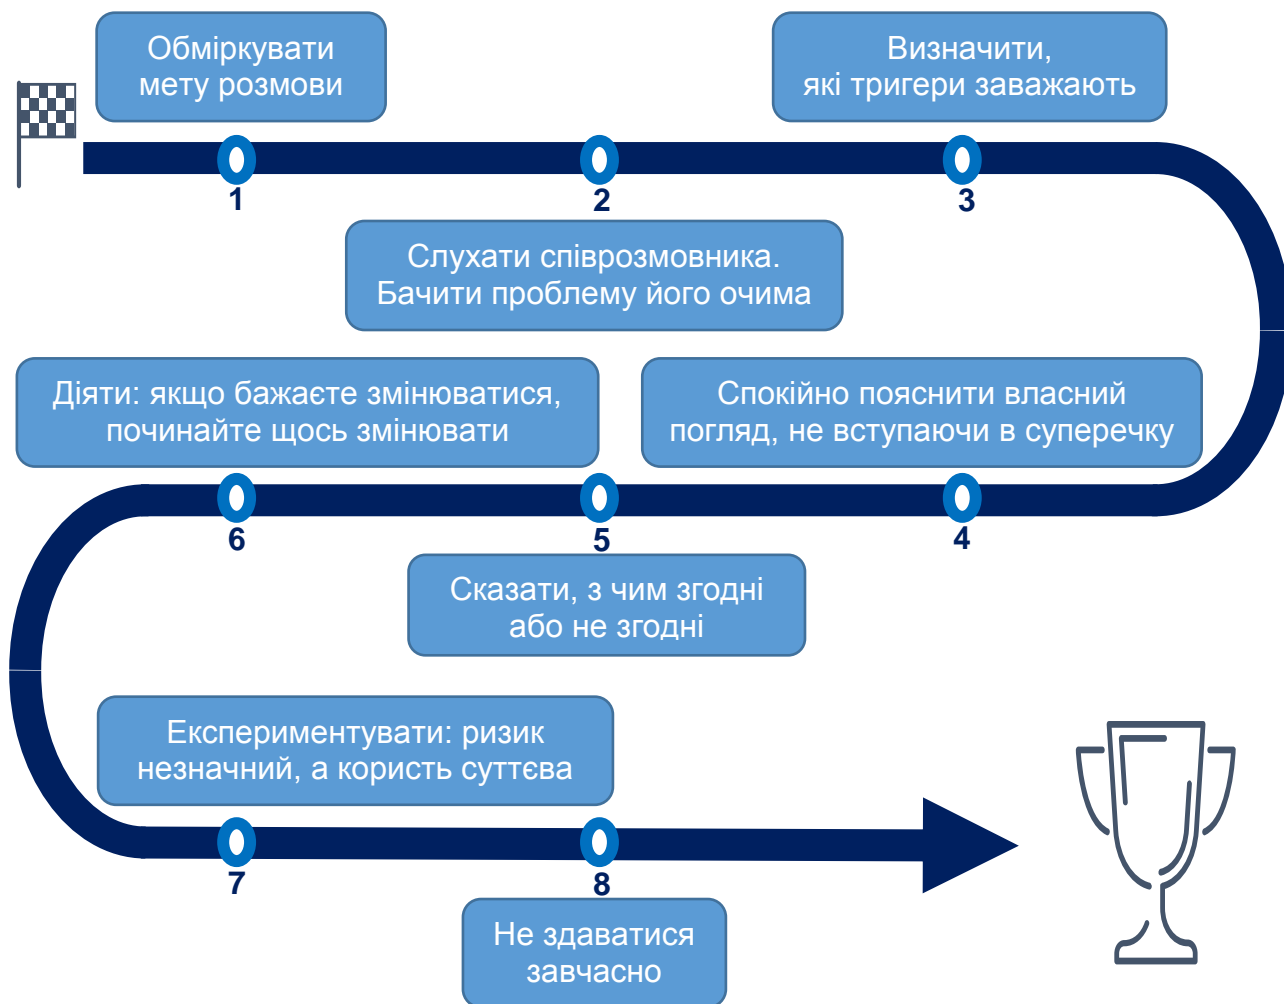 Обміркувати
мету розмови
1
2
Слухати співрозмовника.
Бачити проблему його очима
Визначити,
які тригери заважають
3
Спокійно пояснити власний
погляд, не вступаючи в суперечку
4
5
Сказати, з чим згодні
або не згодні
Діяти: якщо бажаєте змінюватися,
починайте щось змінювати
6
Експериментувати: ризик
незначний, а користь суттєва
7
8
Не здаватися
завчасно